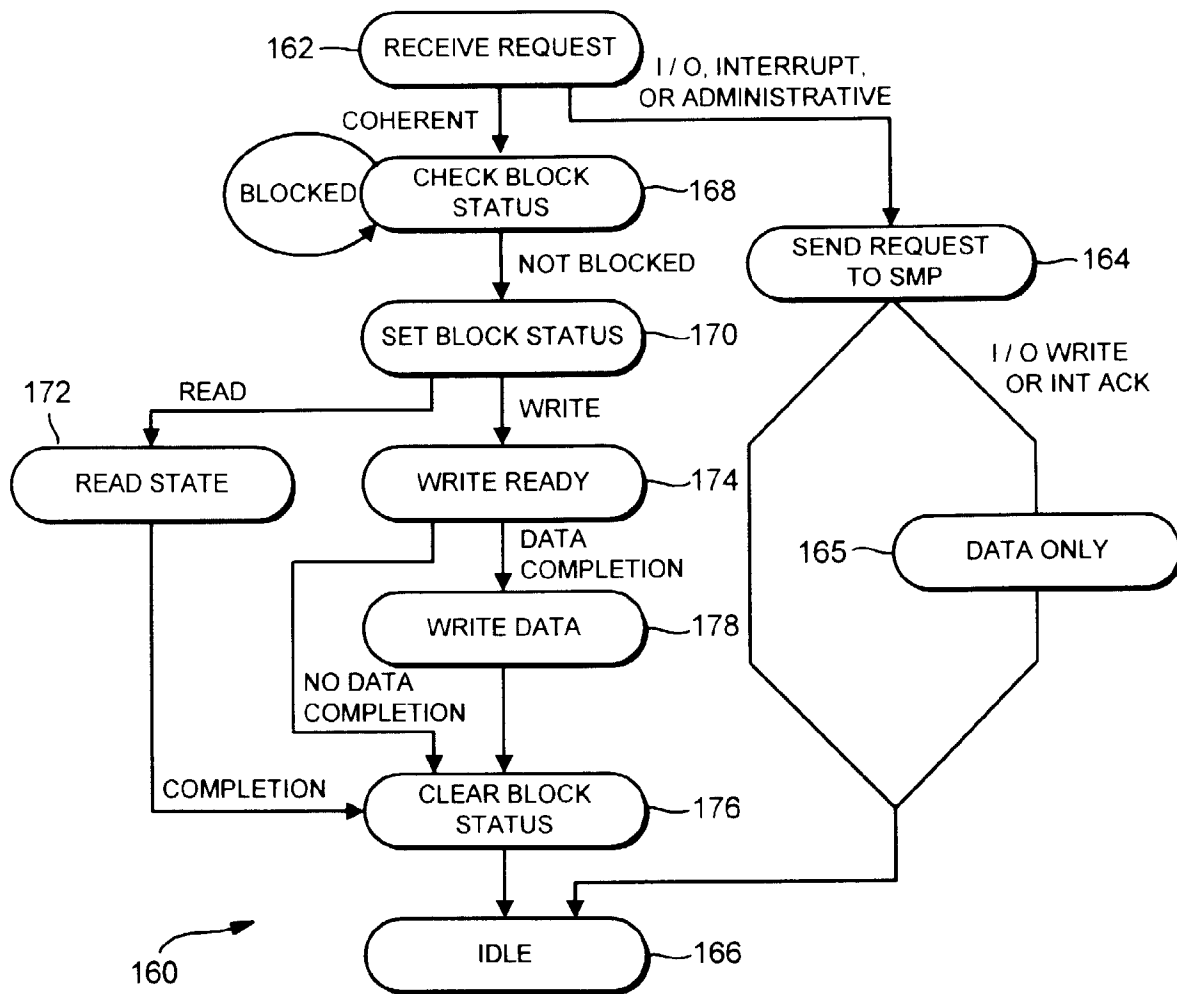 162
RECEIVE REQUEST
I / O, INTERRUPT,
OR ADMINISTRATIVE
COHERENT
BLOCKED
CHECK BLOCK
STATUS
168
NOT BLOCKED
SEND REQUEST
TO SMP
164
SET BLOCK STATUS
170
I / O WRITE
OR INT ACK
172
READ
WRITE
READ STATE
WRITE READY
174
DATA
COMPLETION
165
DATA ONLY
WRITE DATA
178
NO DATA
COMPLETION
COMPLETION
CLEAR BLOCK
STATUS
176
160
IDLE
166